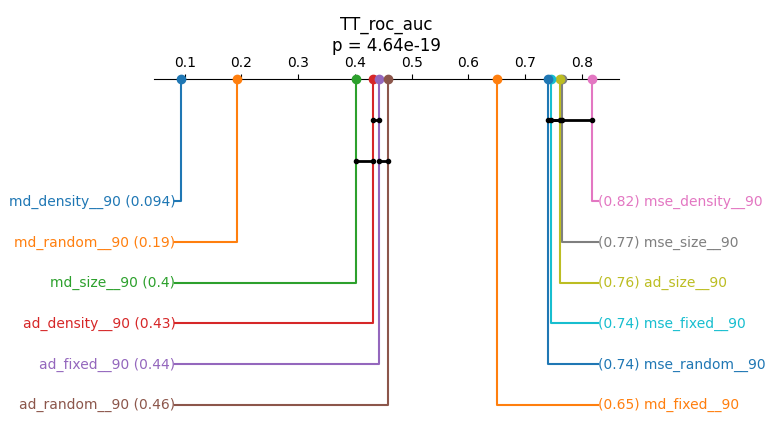 TT_roc_auc
p = 4.64e-19
0.1 0.2 0.3 0.4 0.5 0.6 0.7 0.8
md_density__90 (0.094)
(0.82) mse_density__90
md_random__90 (0.19)
(0.77) mse_size__90
md_size__90 (0.4)
(0.76) ad_size__90
ad_density__90 (0.43)
(0.74) mse_fixed__90
ad_fixed__90 (0.44)
(0.74) mse_random__90
ad_random__90 (0.46)
(0.65) md_fixed__90